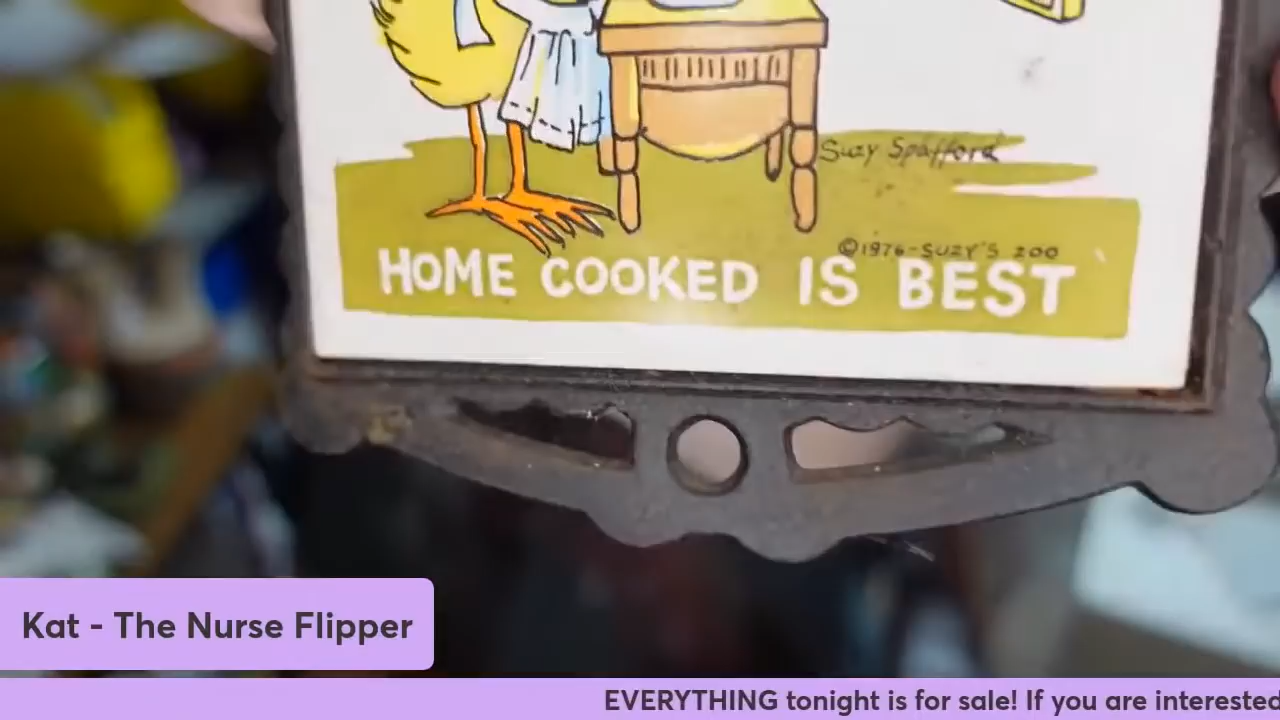 Suzy Spafford
©1976-SUZY'S ZOO
HOME COOKED IS BEST
Kat - The Nurse Flipper
EVERYTHING tonight is for sale! If you are interested